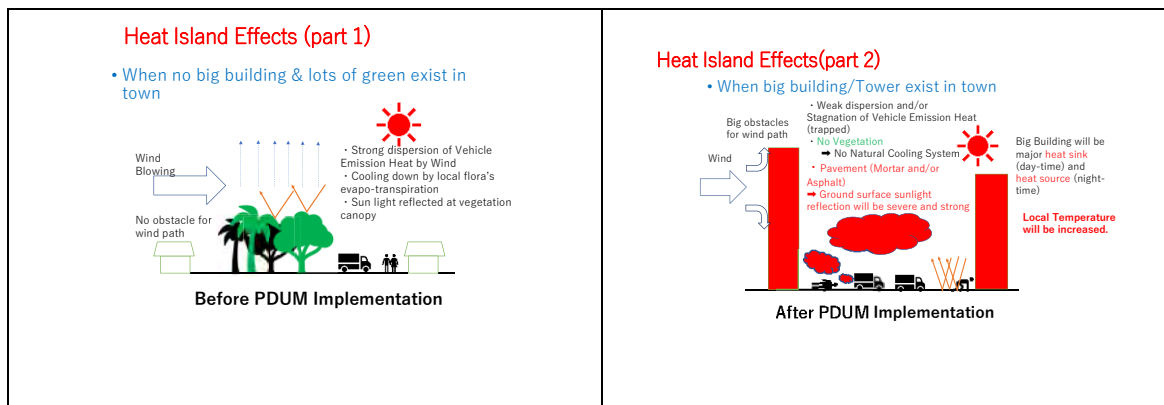 Heat Island Effects (part 1)
• When no big building & lots of green exist in
town
Wind
Blowing
・Strong dispersion of Vehicle
Emission Heat by Wind
・Cooling down by local flora's
evapo-transpiration
・Sun light reflected at vegetation
canopy
No obstacle for
wind path
Before PDUM Implementation
Heat Island Effects(part 2)
• When big building/Tower exist in town
Big obstacles
for wind path
Wind
・Weak dispersion and/or
Stagnation of Vehicle Emission Heat
(trapped)
・No Vegetation
➡ No Natural Cooling System
・Pavement (Mortar and/or
Asphalt)
➡ Ground surface sunlight
reflection will be severe and strong
Big Building will be
major heat sink
(day-time) and
heat source (night-
time)
Local Temperature
will be increased.
After PDUM Implementation